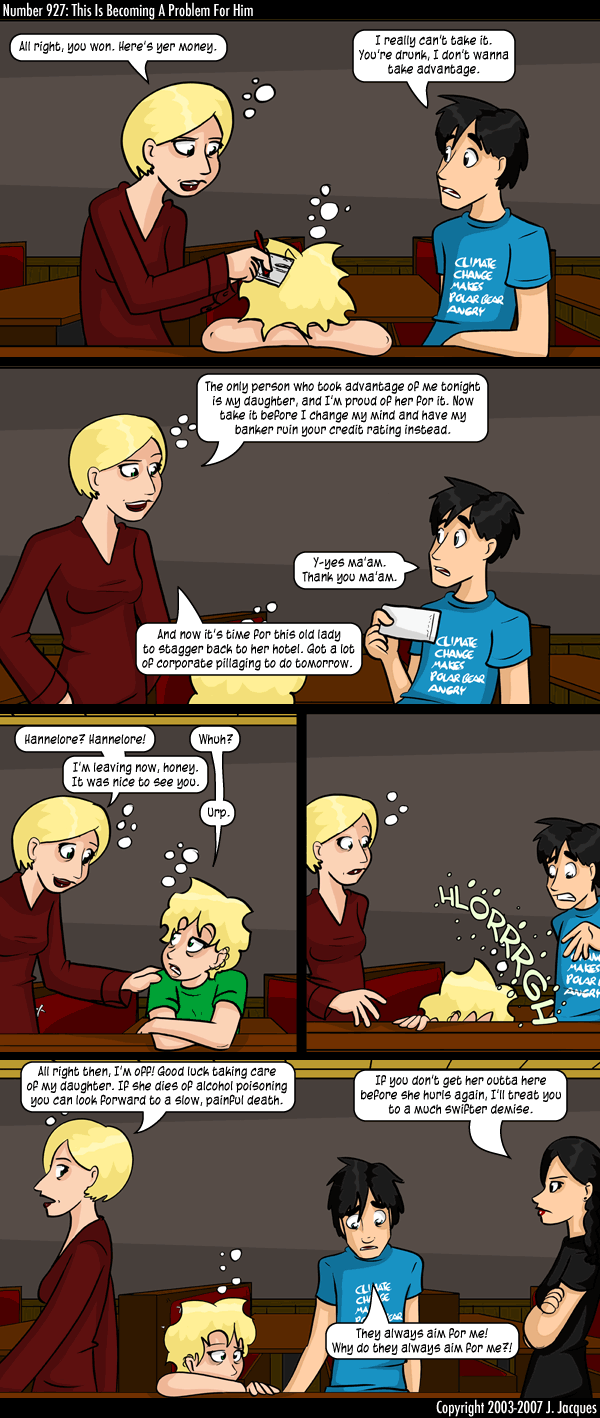 Number 927: This Is Becoming A Problem For Him
All right, you won. Here's yer money.
I really can't take it.
You're drunk, I don't wanna
take advantage.
CLIMATE
CHANGE
MAKES
POLAR BEAR
ANGRY
The only person who took advantage of me tonight
is my daughter, and I'm proud of her for it. Now
take it before I change my mind and have my
banker ruin your credit rating instead.
Y-yes ma'am.
Thank you ma'am.
CLIMATE
CHANGE
MAKES
POLAR BEAR
ANGRY
And now it's time for this old lady
to stagger back to her hotel. Got a lot
of corporate pillaging to do tomorrow.
Hannelore? Hannelore!
Whuh?
I'm leaving now, honey.
It was nice to see you.
Urp.
HLORRRGH
MAKES
POLAR
ANGRY
All right then, I'm off! Good luck taking care
of my daughter. If she dies of alcohol poisoning
you can look forward to a slow, painful death.
If you don't get her outta here
before she hurls again, I'll treat you
to a much swifter demise.
They always aim for me!
Why do they always aim for me?!
Copyright 2003-2007 J. Jacques